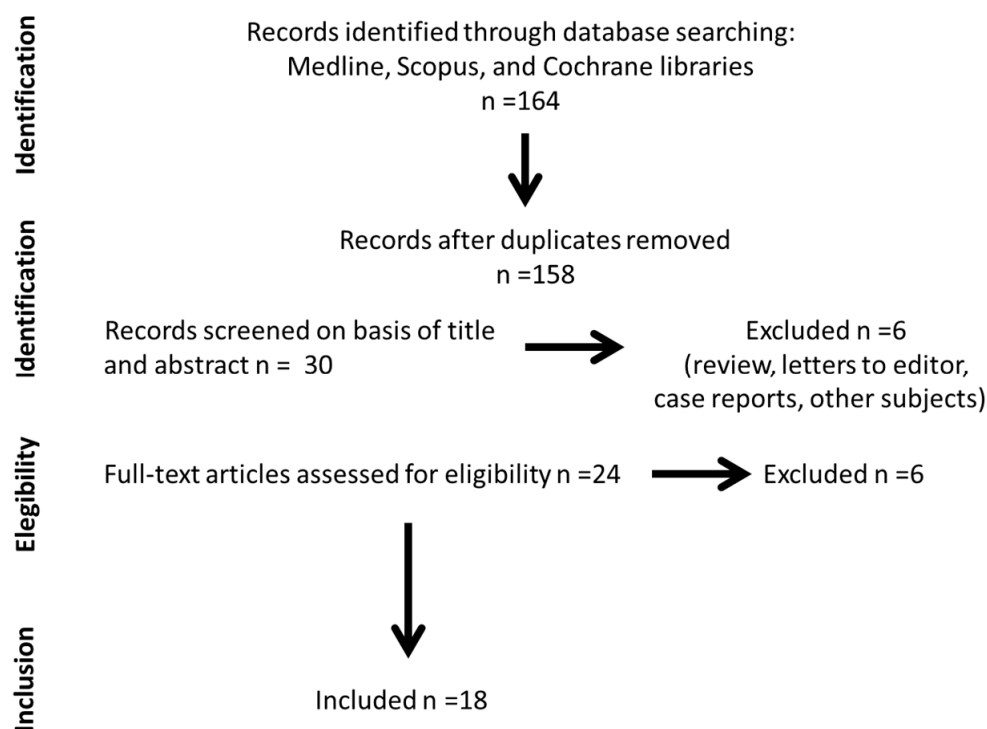 Identification
Records identified through database searching:
Medline, Scopus, and Cochrane libraries
n =164
Identification
Records after duplicates removed
n =158
Records screened on basis of title
and abstract n =  30
Excluded n =6
(review, letters to editor,
case reports, other subjects)
Elegibility
Full-text articles assessed for eligibility n =24
Excluded n =6
Inclusion
Included n =18